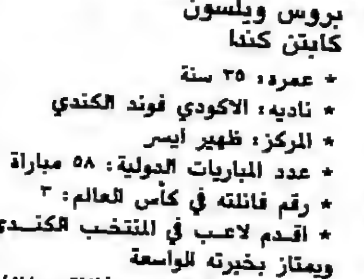 بروس ويلسون
كابتن كندا
* عمره: ٣٥ سنة
* ناديه: الاكودي فوند الكندي
* المركز: ظهير ايسر
* عدد المباريات الدولية: ٥٨ مباراة
* رقم فانلته في كأس العالم: ٣
* اقدم لاعب في المنتخب الكندي
ويمتاز بخبرته الواسعة